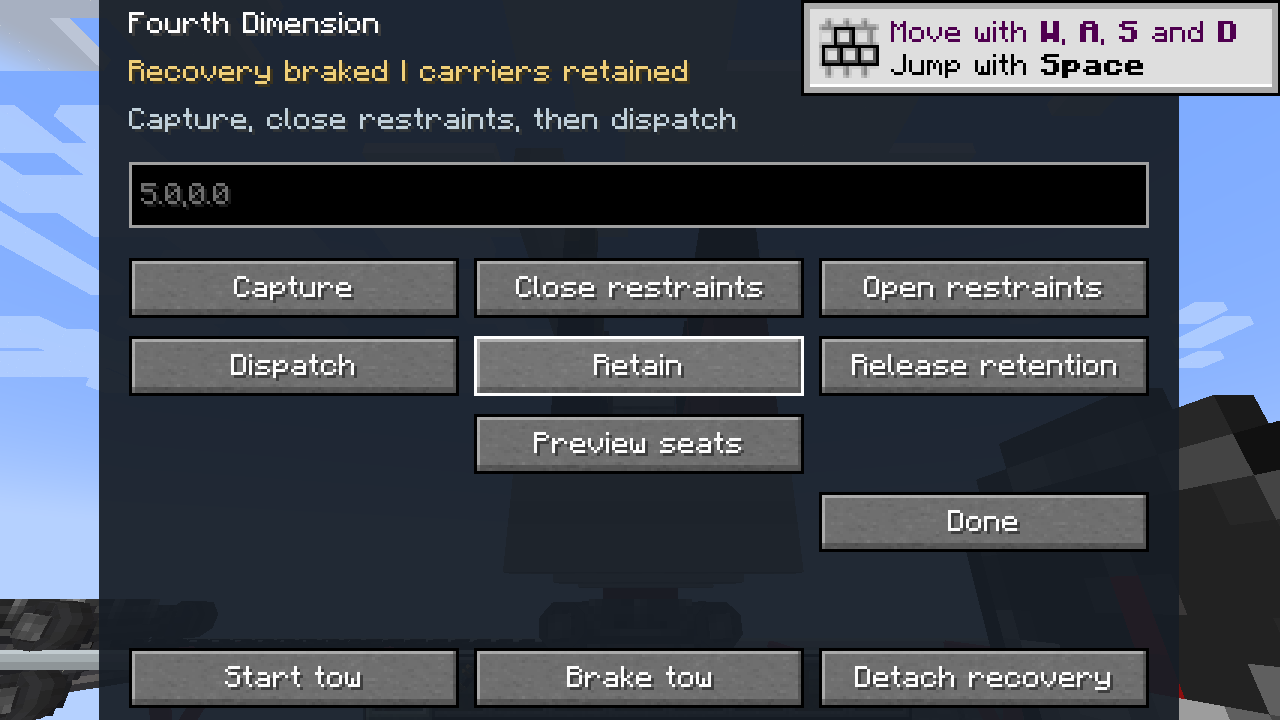 Fourth Dimension
Recovery braked | carriers retained
Capture, close restraints, then dispatch
Move with W, A, S and D
Jump with Space
5.0,0.0
Capture
Close restraints
Open restraints
Dispatch
Retain
Release retention
Preview seats
Done
Start tow
Brake tow
Detach recovery